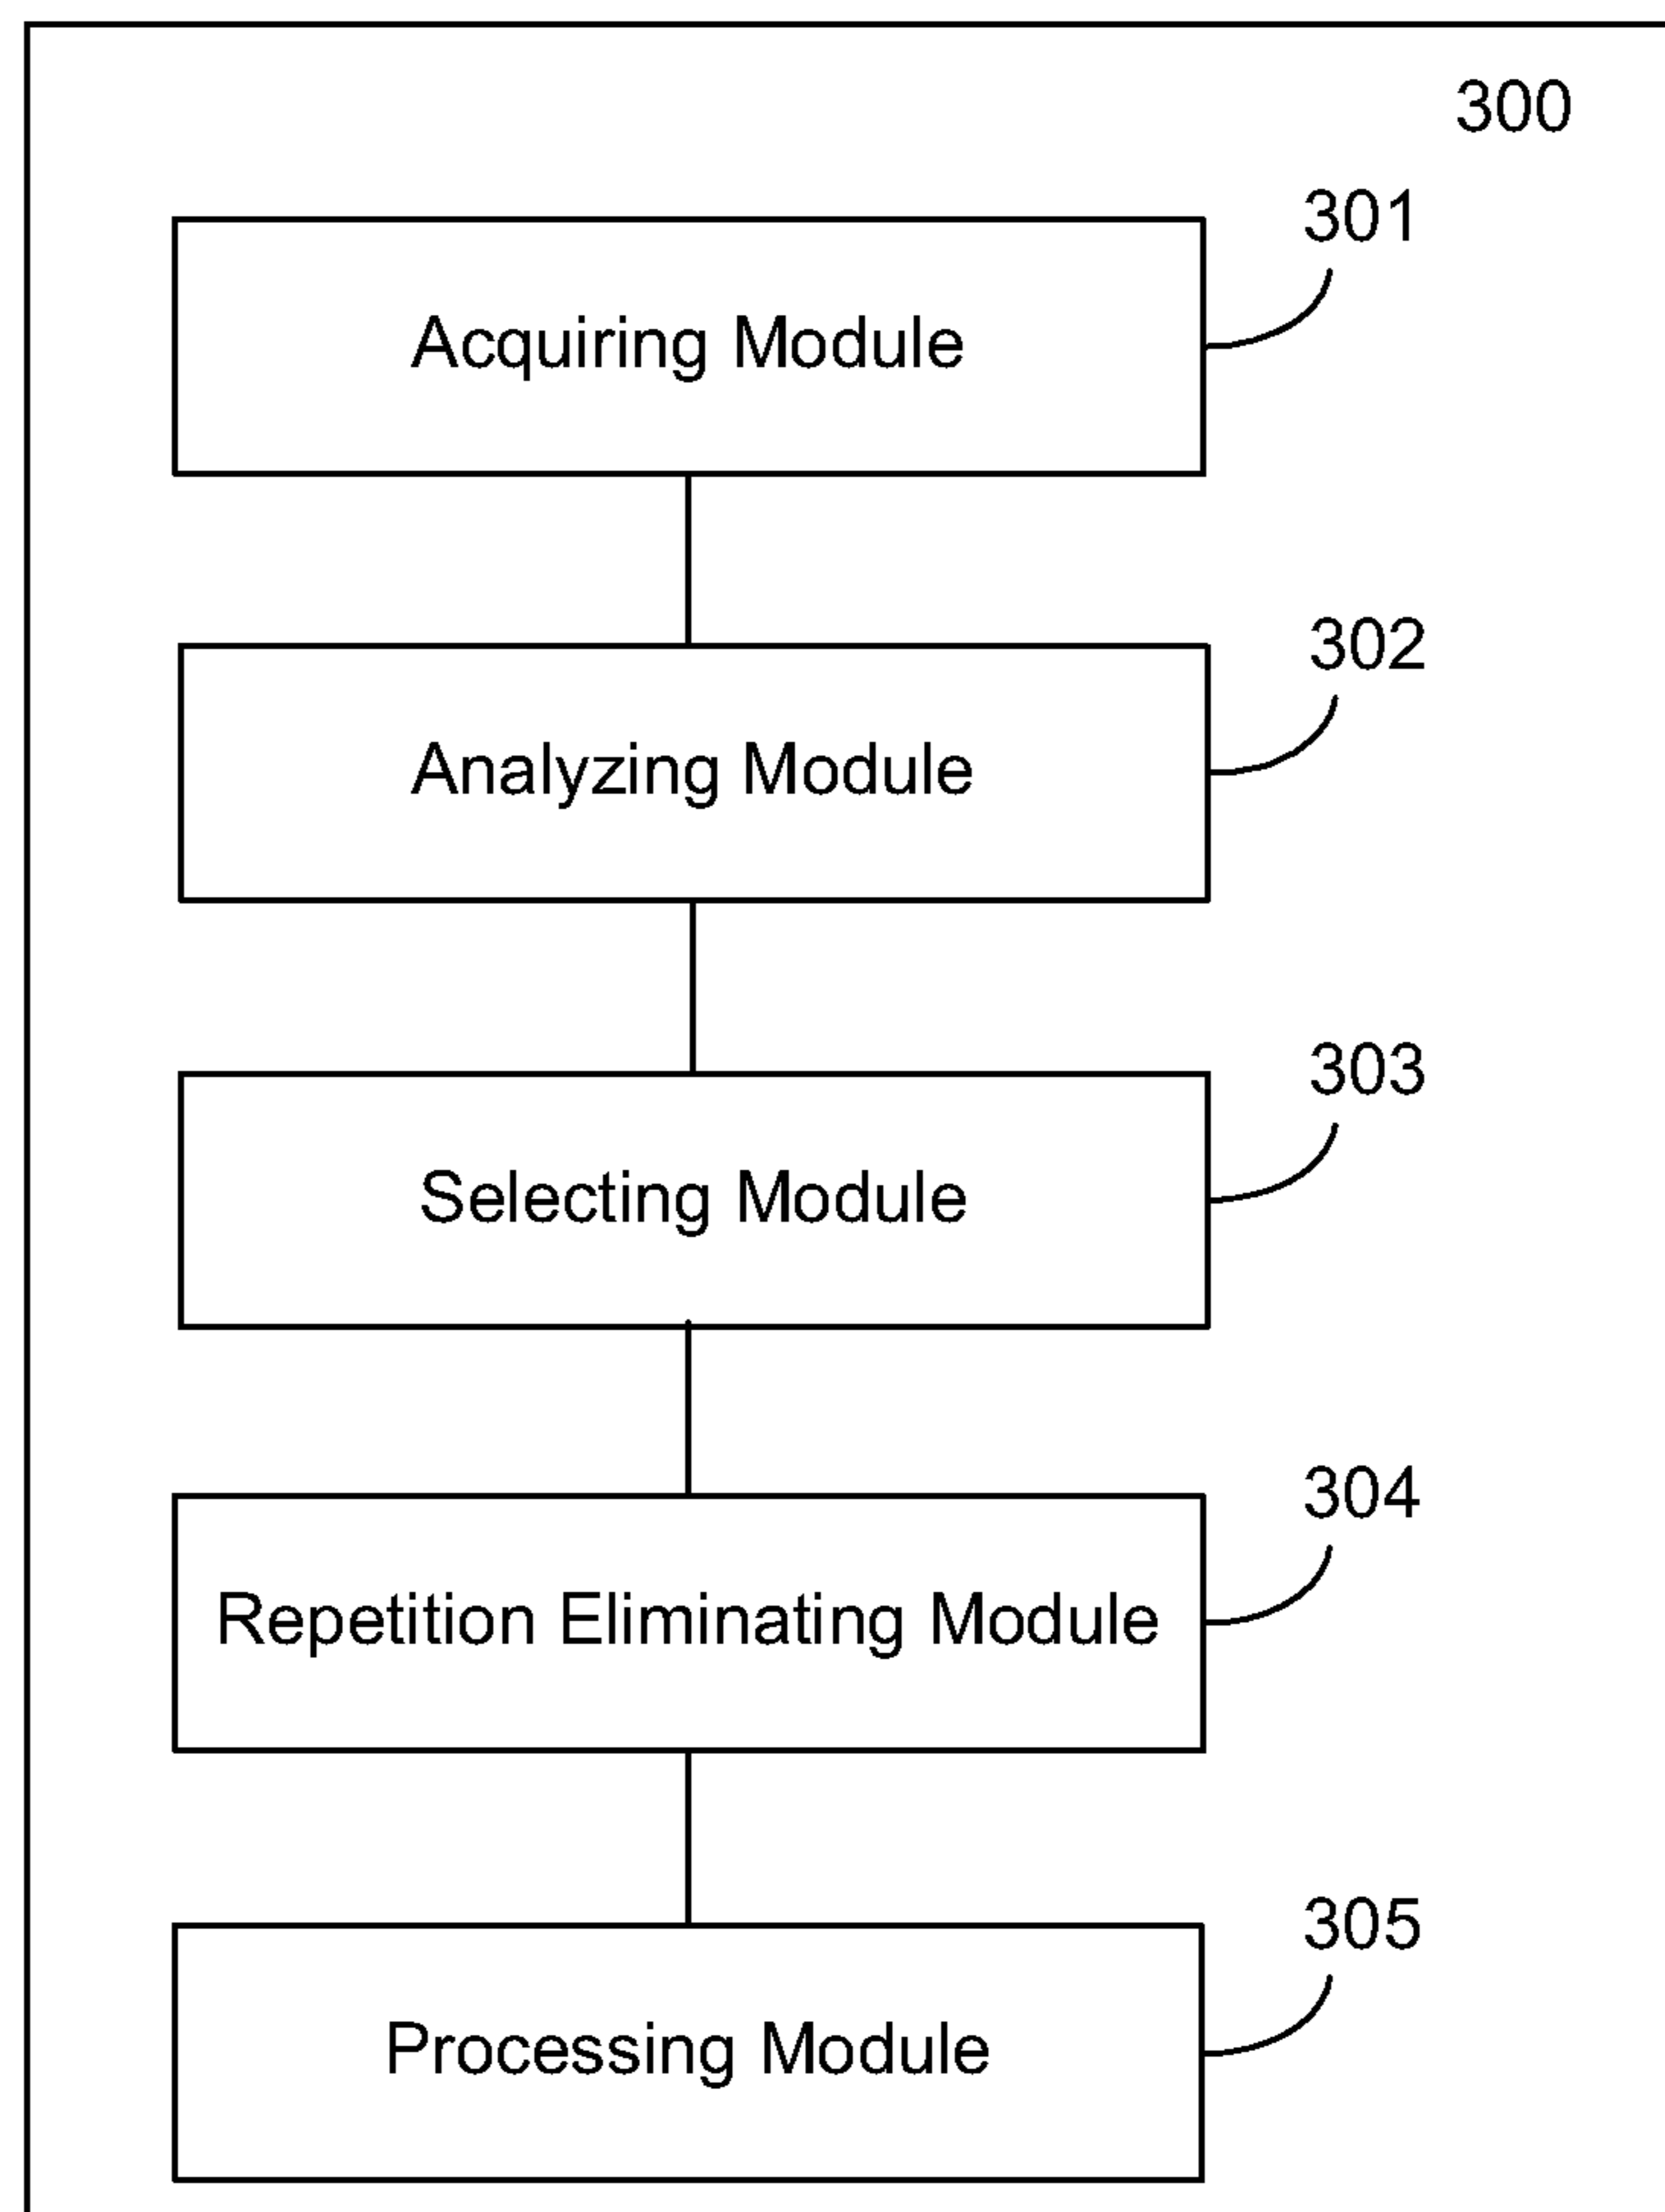 300
301
Acquiring Module
302
Analyzing Module
303
Selecting Module
304
Repetition Eliminating Module
305
Processing Module